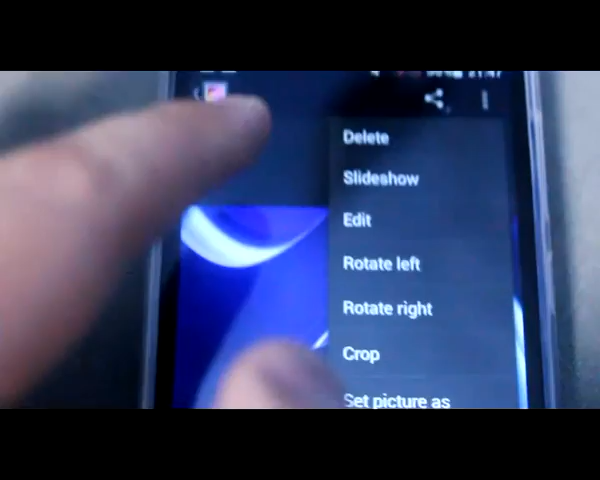 Delete
Slideshow
Edit
Rotate left
Rotate right
Crop
Set picture as